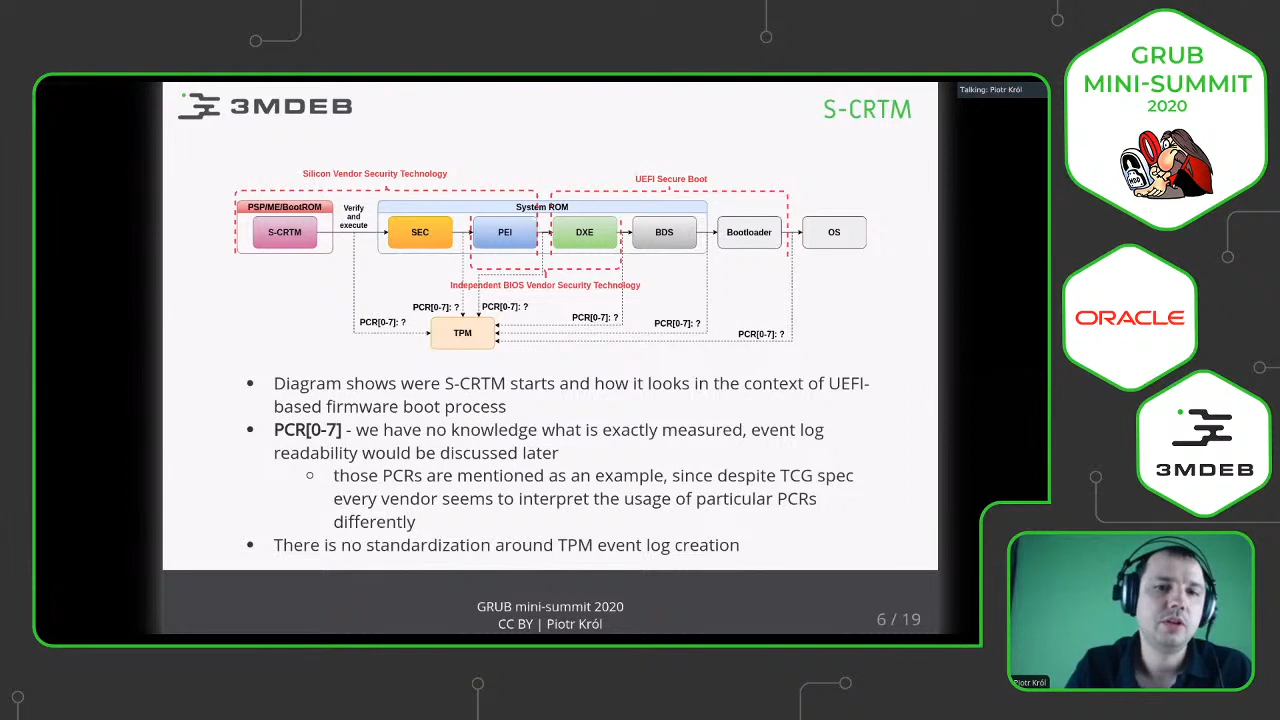 3MDEB
S-CRTM
Talking: Piotr Król
GRUB
MINI-SUMMIT
2020
Silicon Vendor Security Technology
UEFI Secure Boot
PSP/ME/BootROM
Verify
and
execute
System ROM
S-CRTM
SEC
PEI
DXE
BDS
Bootloader
OS
Independent BIOS Vendor Security Technology
PCR[0-7]: ?
PCR[0-7]: ?
PCR[0-7]: ?
PCR[0-7]: ?
PCR[0-7]: ?
PCR[0-7]: ?
TPM
ORACLE
• Diagram shows were S-CRTM starts and how it looks in the context of UEFI-
based firmware boot process
• PCR[0-7] - we have no knowledge what is exactly measured, event log
readability would be discussed later
○ those PCRs are mentioned as an example, since despite TCG spec
every vendor seems to interpret the usage of particular PCRs
differently
• There is no standardization around TPM event log creation
3MDEB
GRUB mini-summit 2020
CC BY | Piotr Król
6 / 19
Piotr Król